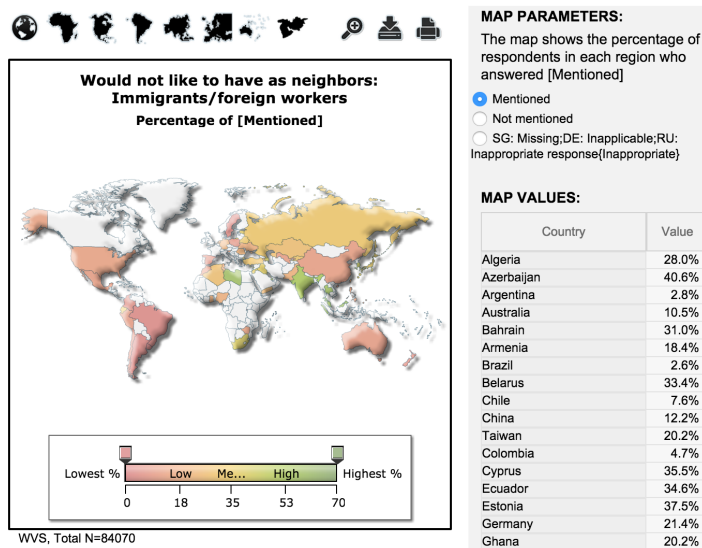 Would not like to have as neighbors:
Immigrants/foreign workers
Percentage of [Mentioned]
Lowest %
Low
Me...
High
Highest %
0
18
35
53
70
WVS, Total N=84070
MAP PARAMETERS:
The map shows the percentage of
respondents in each region who
answered [Mentioned]
Mentioned
Not mentioned
SG: Missing;DE: Inapplicable;RU:
Inappropriate response{Inappropriate}
MAP VALUES:
Country Value
Algeria 28.0%
Azerbaijan 40.6%
Argentina 2.8%
Australia 10.5%
Bahrain 31.0%
Armenia 18.4%
Brazil 2.6%
Belarus 33.4%
Chile 7.6%
China 12.2%
Taiwan 20.2%
Colombia 4.7%
Cyprus 35.5%
Ecuador 34.6%
Estonia 37.5%
Germany 21.4%
Ghana 20.2%